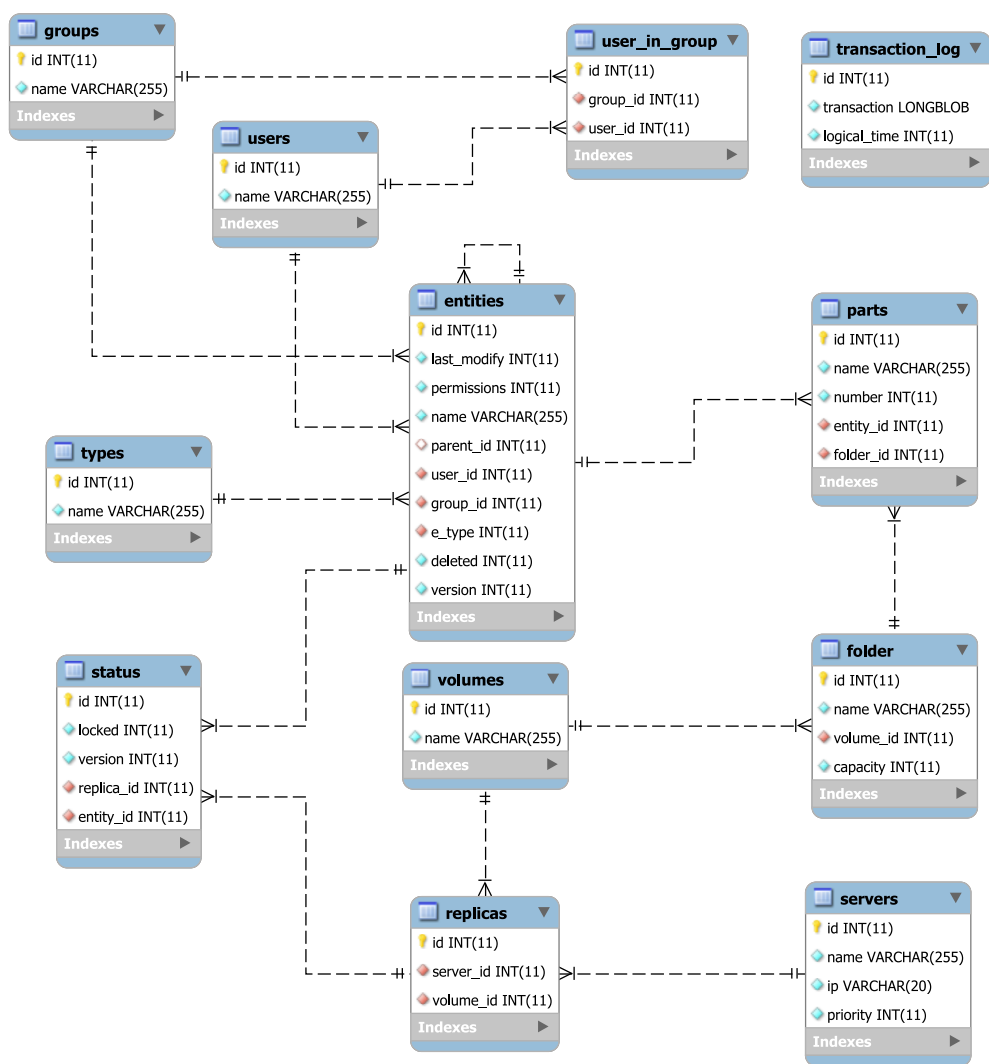 groups
id INT(11)
name VARCHAR(255)
Indexes
user_in_group
id INT(11)
group_id INT(11)
user_id INT(11)
Indexes
transaction_log
id INT(11)
transaction LONGBLOB
logical_time INT(11)
Indexes
users
id INT(11)
name VARCHAR(255)
Indexes
entities
id INT(11)
last_modify INT(11)
permissions INT(11)
name VARCHAR(255)
parent_id INT(11)
user_id INT(11)
group_id INT(11)
e_type INT(11)
deleted INT(11)
version INT(11)
Indexes
parts
id INT(11)
name VARCHAR(255)
number INT(11)
entity_id INT(11)
folder_id INT(11)
Indexes
types
id INT(11)
name VARCHAR(255)
Indexes
status
id INT(11)
locked INT(11)
version INT(11)
replica_id INT(11)
entity_id INT(11)
Indexes
volumes
id INT(11)
name VARCHAR(255)
Indexes
folder
id INT(11)
name VARCHAR(255)
volume_id INT(11)
capacity INT(11)
Indexes
replicas
id INT(11)
server_id INT(11)
volume_id INT(11)
Indexes
servers
id INT(11)
name VARCHAR(255)
ip VARCHAR(20)
priority INT(11)
Indexes